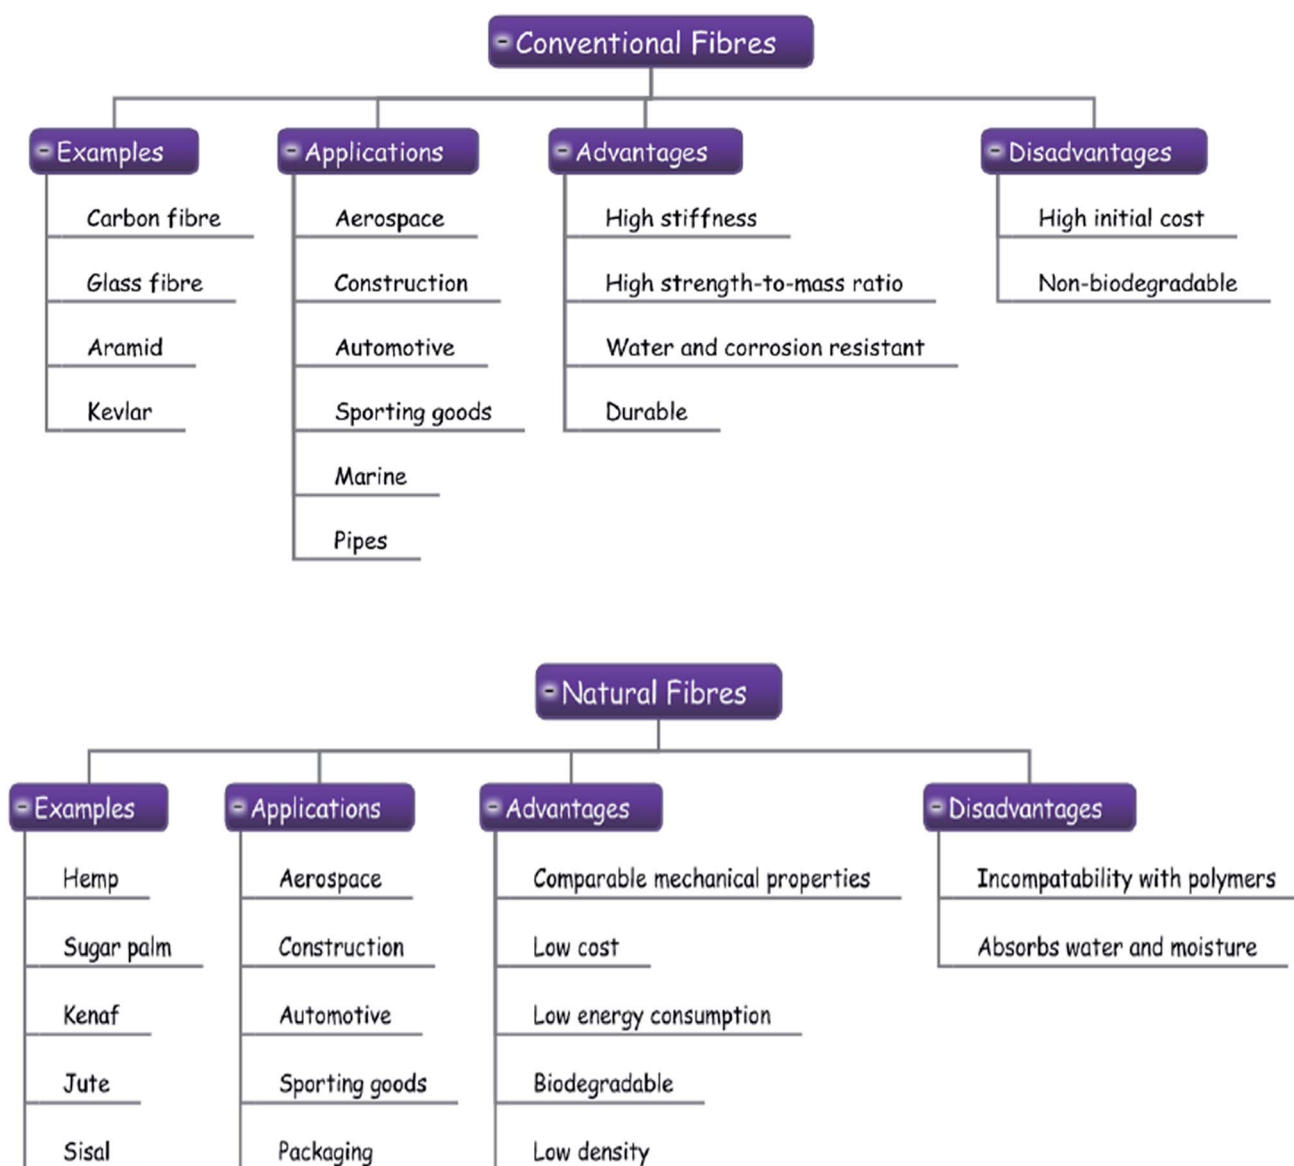 Conventional Fibres
Examples
Carbon fibre
Glass fibre
Aramid
Kevlar
Applications
Aerospace
Construction
Automotive
Sporting goods
Marine
Pipes
Advantages
High stiffness
High strength-to-mass ratio
Water and corrosion resistant
Durable
Disadvantages
High initial cost
Non-biodegradable
Natural Fibres
Examples
Hemp
Sugar palm
Kenaf
Jute
Sisal
Applications
Aerospace
Construction
Automotive
Sporting goods
Packaging
Advantages
Comparable mechanical properties
Low cost
Low energy consumption
Biodegradable
Low density
Disadvantages
Incompatability with polymers
Absorbs water and moisture